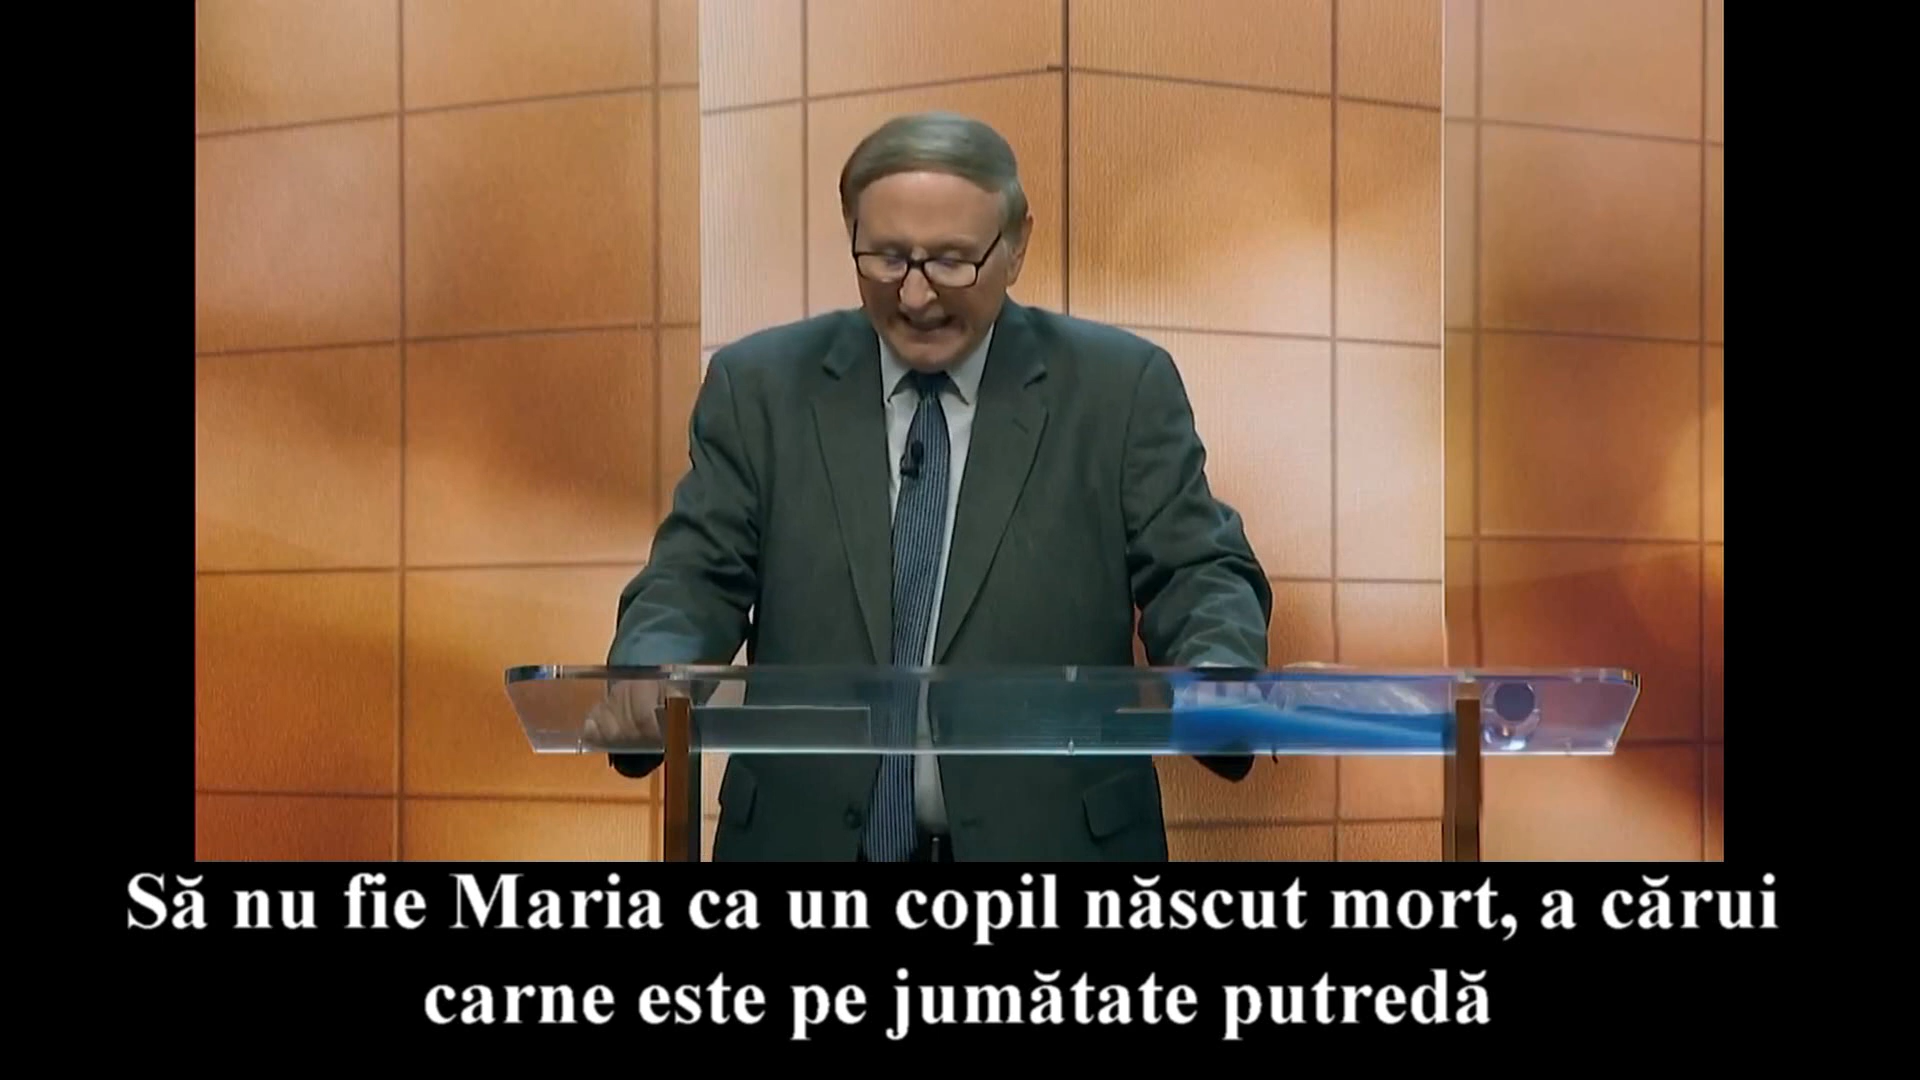 Să nu fie Maria ca un copil născut mort, a cărui
carne este pe jumătate putredă